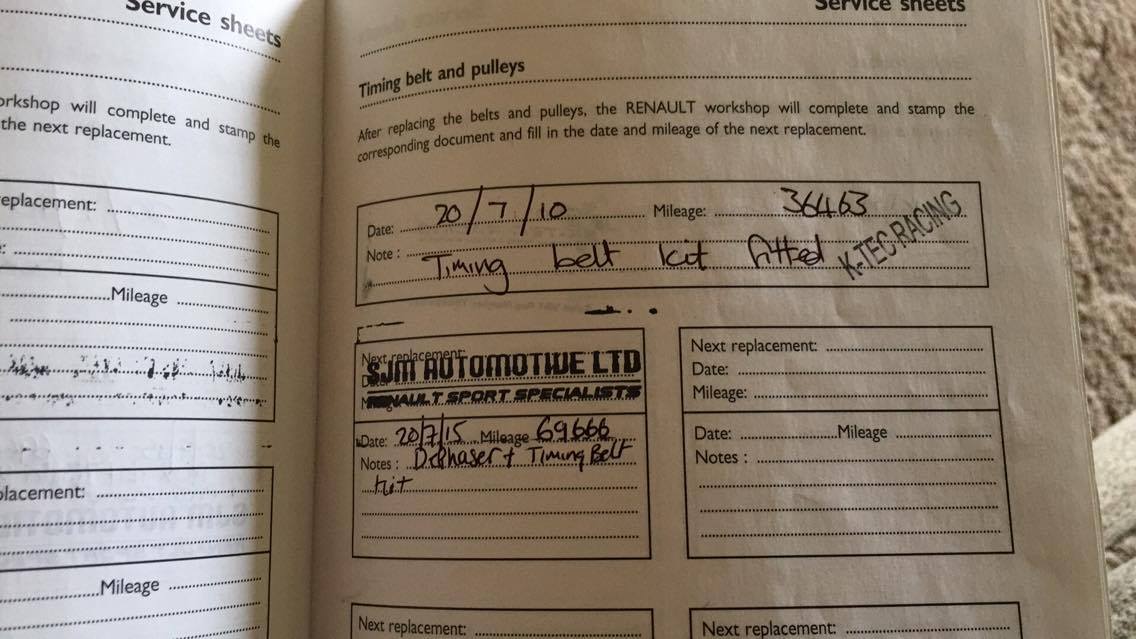 Service sheets
orkshop will complete and stamp the
the next replacement.
eplacement:
Mileage
placement:
Mileage
Service sheets
Timing belt and pulleys
After replacing the belts and pulleys, the RENAULT workshop will complete and stamp the
corresponding document and fill in the date and mileage of the next replacement.
Date: 20/7/10 Mileage: 36463
Note : Timing belt kit fitted
K-TEC RACING
Next replacement:
SJM AUTOMOTIVE LTD
RENAULT SPORT SPECIALISTS
Date: 20/7/15 Mileage 69666
Notes : Dephaser + Timing Belt
kit
Next replacement:
Date:
Mileage:
Date: Mileage
Notes :
Next replacement:
Next replacement: